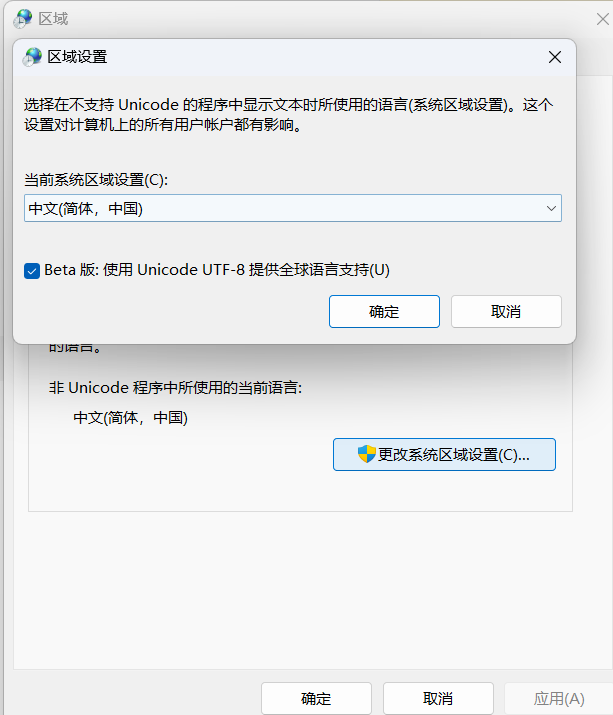 区域
区域设置
选择在不支持 Unicode 的程序中显示文本时所使用的语言(系统区域设置)。这个
设置对计算机上的所有用户帐户都有影响。
当前系统区域设置(C):
中文(简体，中国)
Beta 版: 使用 Unicode UTF-8 提供全球语言支持(U)
确定
取消
的语言。
非 Unicode 程序中所使用的当前语言:
中文(简体，中国)
更改系统区域设置(C)...
确定
取消
应用(A)